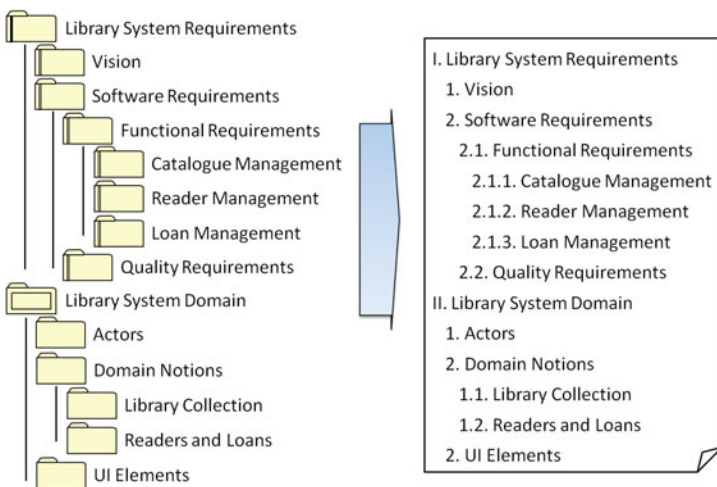 Library System Requirements
Vision
Software Requirements
Functional Requirements
Catalogue Management
Reader Management
Loan Management
Quality Requirements
Library System Domain
Actors
Domain Notions
Library Collection
Readers and Loans
UI Elements
I. Library System Requirements
1. Vision
2. Software Requirements
2.1. Functional Requirements
2.1.1. Catalogue Management
2.1.2. Reader Management
2.1.3. Loan Management
2.2. Quality Requirements
II. Library System Domain
1. Actors
2. Domain Notions
1.1. Library Collection
1.2. Readers and Loans
2. UI Elements